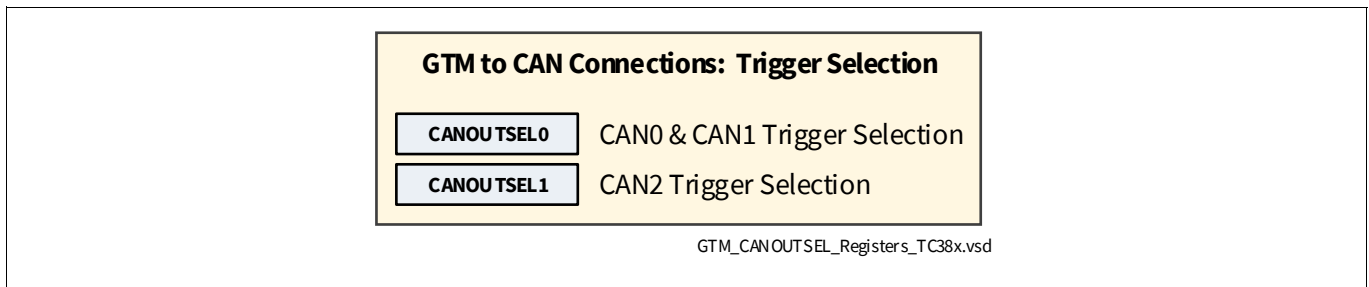 GTM to CAN Connections: Trigger Selection
CANOUTSEL0 CAN0 & CAN1 Trigger Selection
CANOUTSEL1 CAN2 Trigger Selection
GTM_CANOUTSEL_Registers_TC38x.vsd